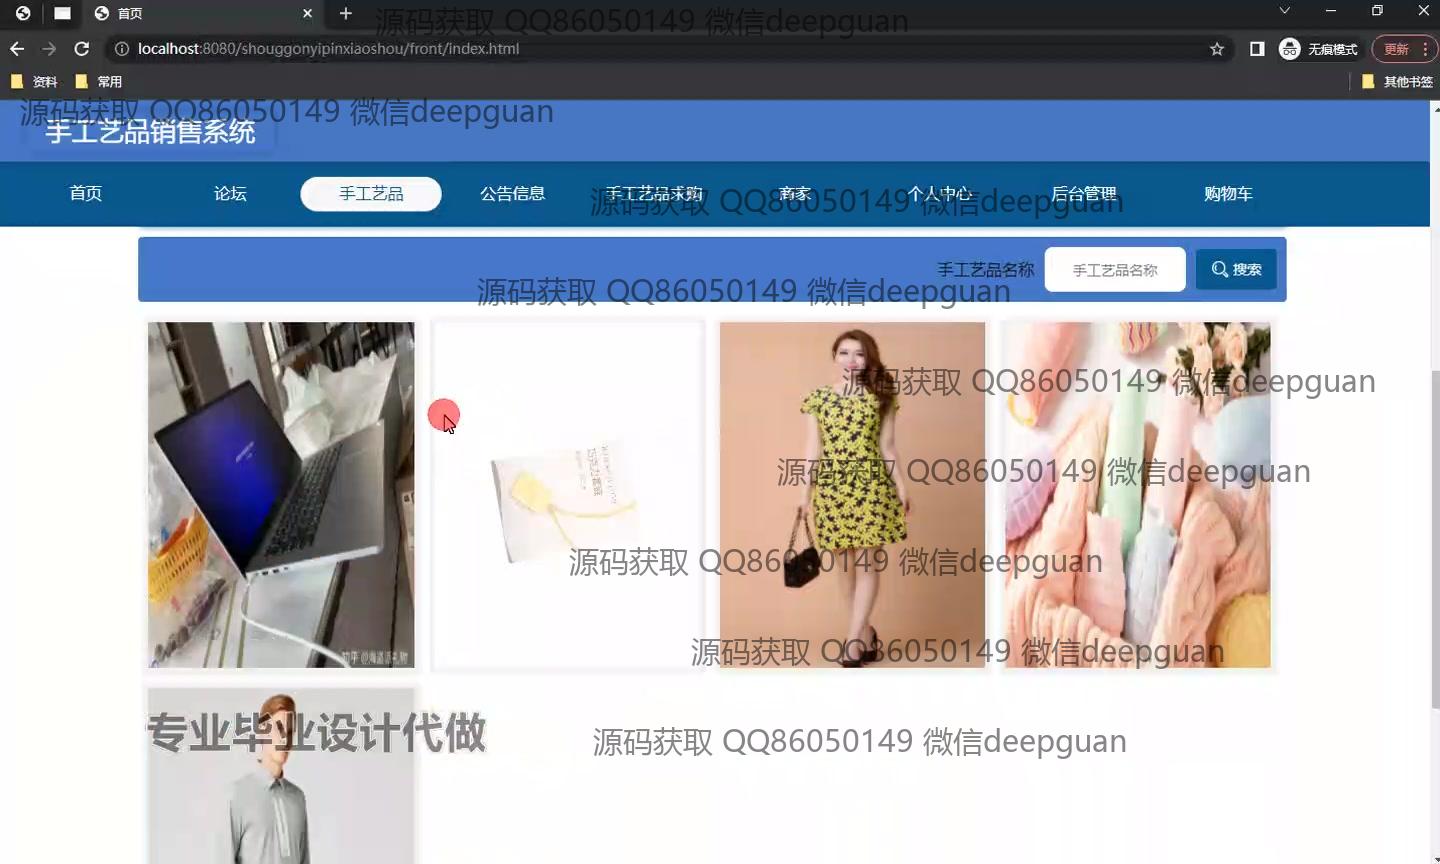 首页
源码获取 QQ86050149 微信deepguan
localhost:8080/shouggonyipinxiaoshou/front/index.html
无痕模式
更新
资料
常用
其他书签
源码获取 QQ86050149 微信deepguan
手工艺品销售系统
首页
论坛
手工艺品
公告信息
手工艺品求购
商家
个人中心
后台管理
购物车
源码获取 QQ86050149 微信deepguan
手工艺品名称
手工艺品名称
搜索
源码获取 QQ86050149 微信deepguan
源码获取 QQ86050149 微信deepguan
源码获取 QQ86050149 微信deepguan
源码获取 QQ86050149 微信deepguan
源码获取 QQ86050149 微信deepguan
专业毕业设计代做
源码获取 QQ86050149 微信deepguan